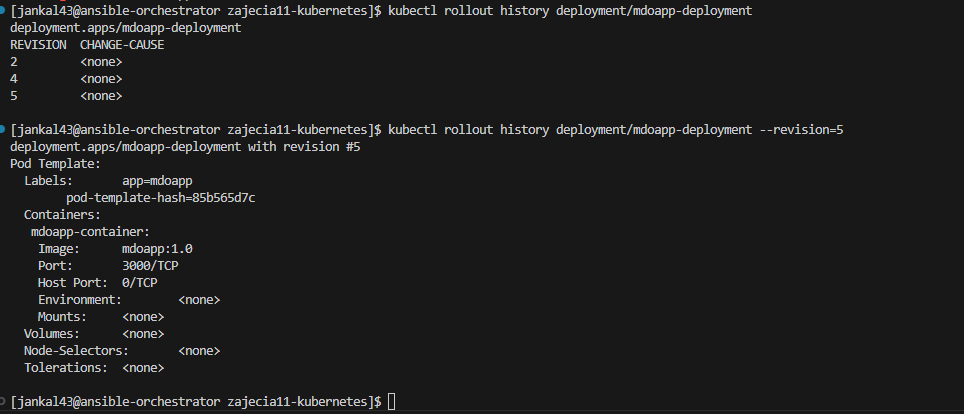 [jankal43@ansible-orchestrator zajecia11-kubernetes]$ kubectl rollout history deployment/mdoapp-deployment
deployment.apps/mdoapp-deployment
REVISION  CHANGE-CAUSE
2         <none>
4         <none>
5         <none>

[jankal43@ansible-orchestrator zajecia11-kubernetes]$ kubectl rollout history deployment/mdoapp-deployment --revision=5
deployment.apps/mdoapp-deployment with revision #5
Pod Template:
  Labels:       app=mdoapp
        pod-template-hash=85b565d7c
  Containers:
   mdoapp-container:
    Image:      mdoapp:1.0
    Port:       3000/TCP
    Host Port:  0/TCP
    Environment:        <none>
    Mounts:     <none>
  Volumes:      <none>
  Node-Selectors:       <none>
  Tolerations:  <none>

[jankal43@ansible-orchestrator zajecia11-kubernetes]$